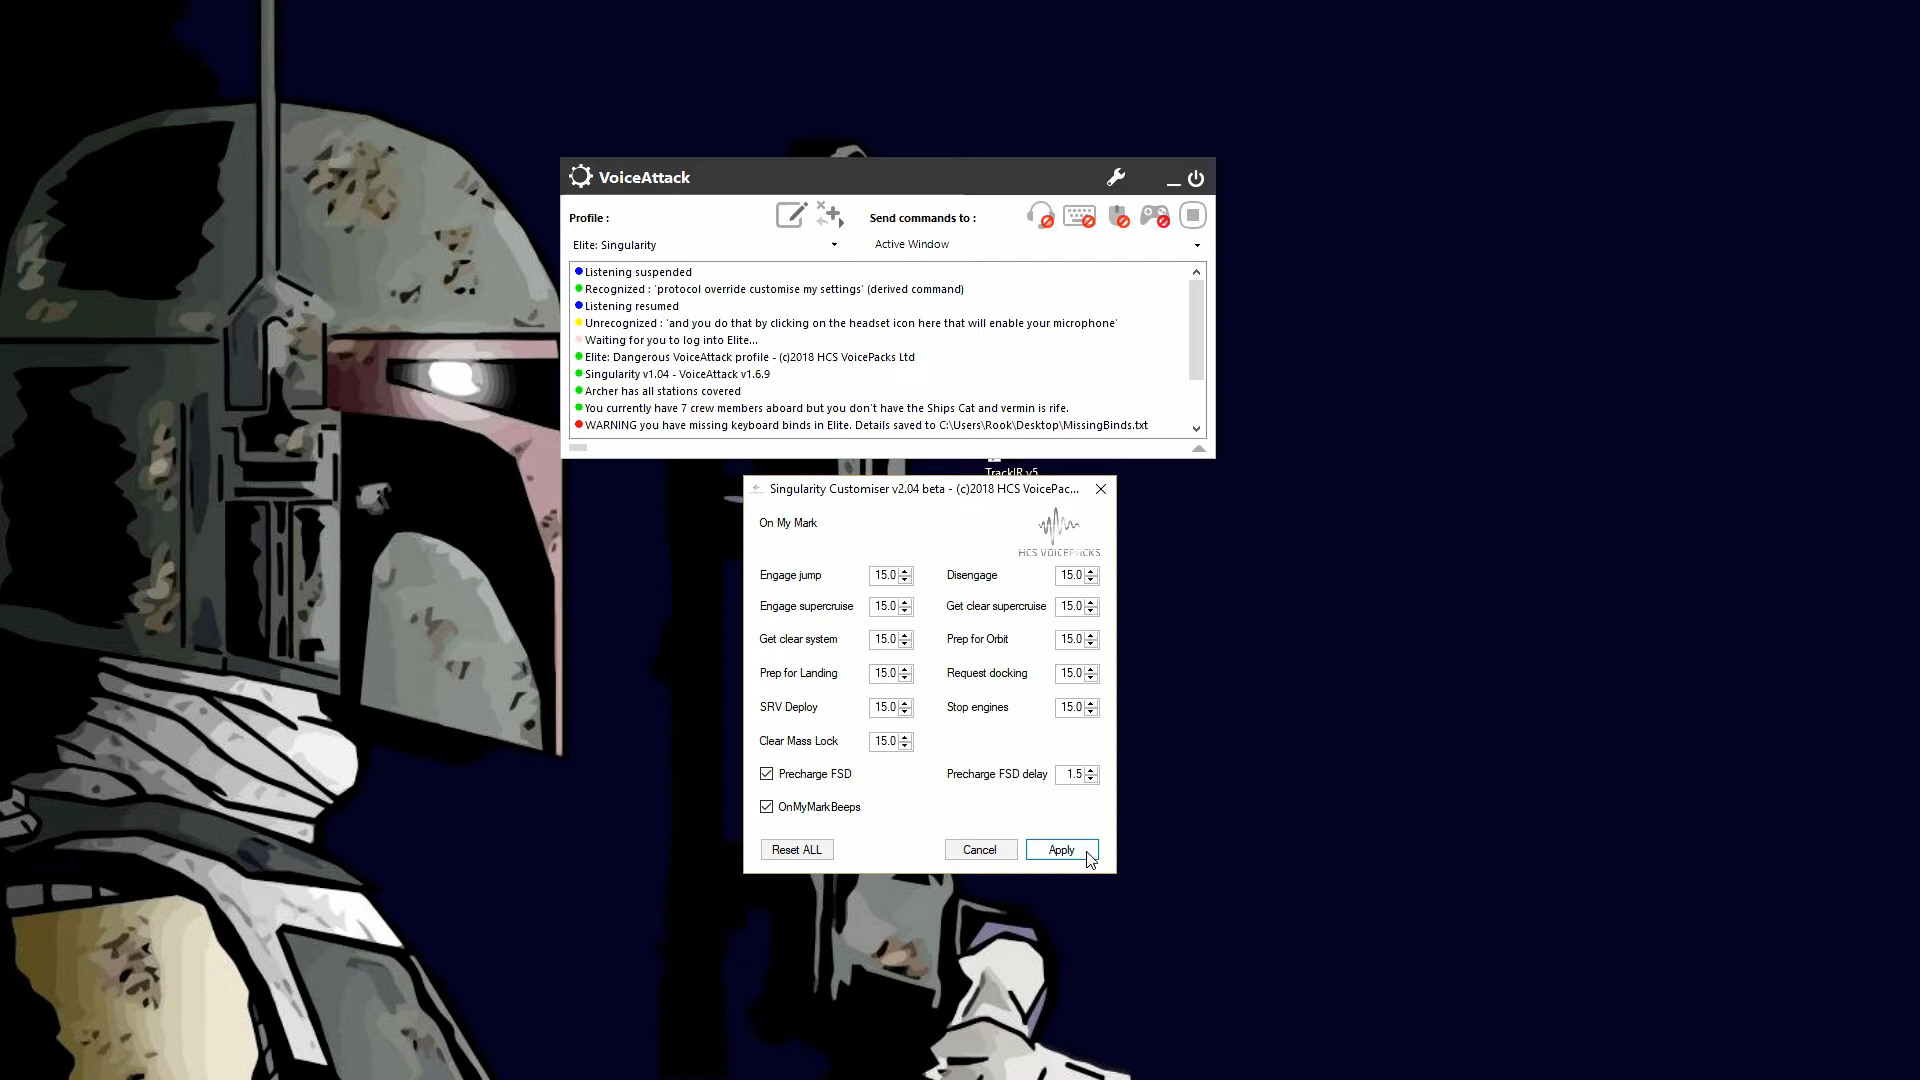 VoiceAttack
Profile :
Send commands to :
Elite: Singularity
Active Window
Listening suspended
Recognized : 'protocol override customise my settings' (derived command)
Listening resumed
Unrecognized : 'and you do that by clicking on the headset icon here that will enable your microphone'
Waiting for you to log into Elite...
Elite: Dangerous VoiceAttack profile - (c)2018 HCS VoicePacks Ltd
Singularity v1.04 - VoiceAttack v1.6.9
Archer has all stations covered
You currently have 7 crew members aboard but you don't have the Ships Cat and vermin is rife.
WARNING you have missing keyboard binds in Elite. Details saved to C:\Users\Rook\Desktop\MissingBinds.txt
TrackIR v5
Singularity Customiser v2.04 beta - (c)2018 HCS VoicePac...
On My Mark
HCS VOICEPACKS
Engage jump 15.0 Disengage 15.0
Engage supercruise 15.0 Get clear supercruise 15.0
Get clear system 15.0 Prep for Orbit 15.0
Prep for Landing 15.0 Request docking 15.0
SRV Deploy 15.0 Stop engines 15.0
Clear Mass Lock 15.0
Precharge FSD Precharge FSD delay 1.5
OnMyMarkBeeps
Reset ALL Cancel Apply